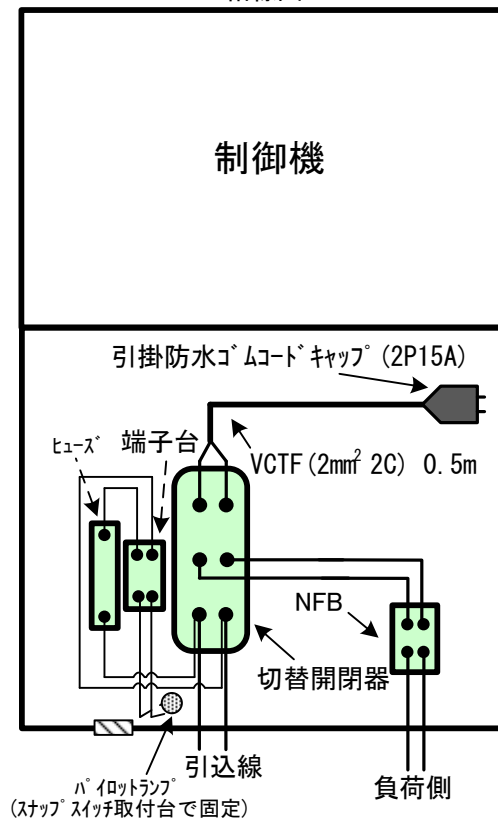 制御機
引掛防水ｺﾞﾑｺｰﾄﾞｷｬｯﾌﾟ(2P15A)
ﾋｭｰｽﾞ
端子台
VCTF(2mm² 2C) 0.5m
NFB
切替開閉器
引込線
負荷側
ﾊﾟｲﾛｯﾄﾗﾝﾌﾟ
(ｽﾅｯﾌﾟｽｲｯﾁ取付台で固定)